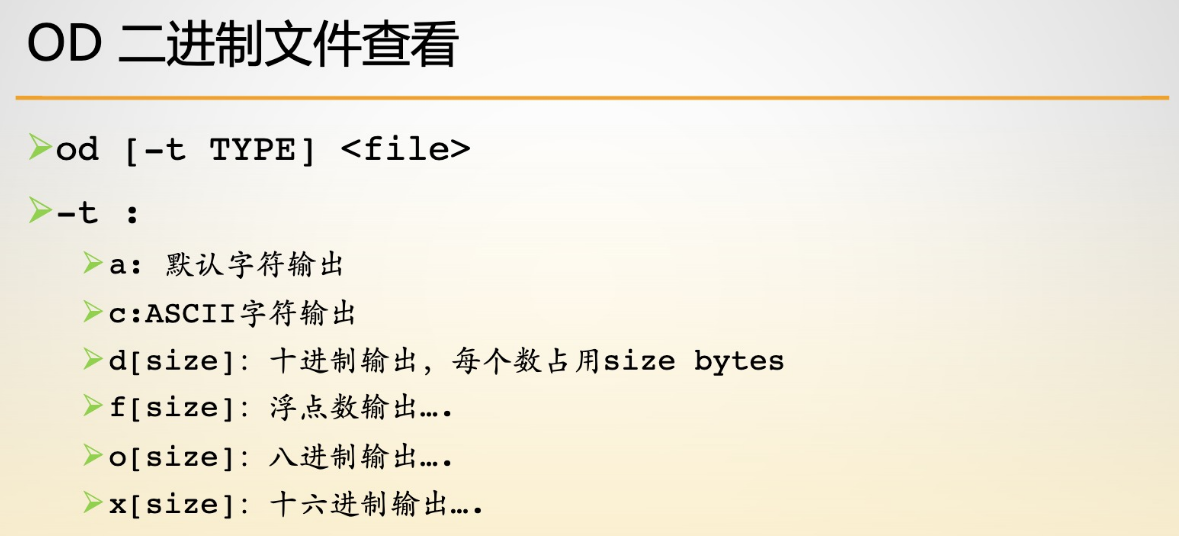 OD 二进制文件查看
od [-t TYPE] <file>
-t :
a: 默认字符输出
c:ASCII字符输出
d[size]: 十进制输出，每个数占用size bytes
f[size]: 浮点数输出….
o[size]: 八进制输出….
x[size]: 十六进制输出….